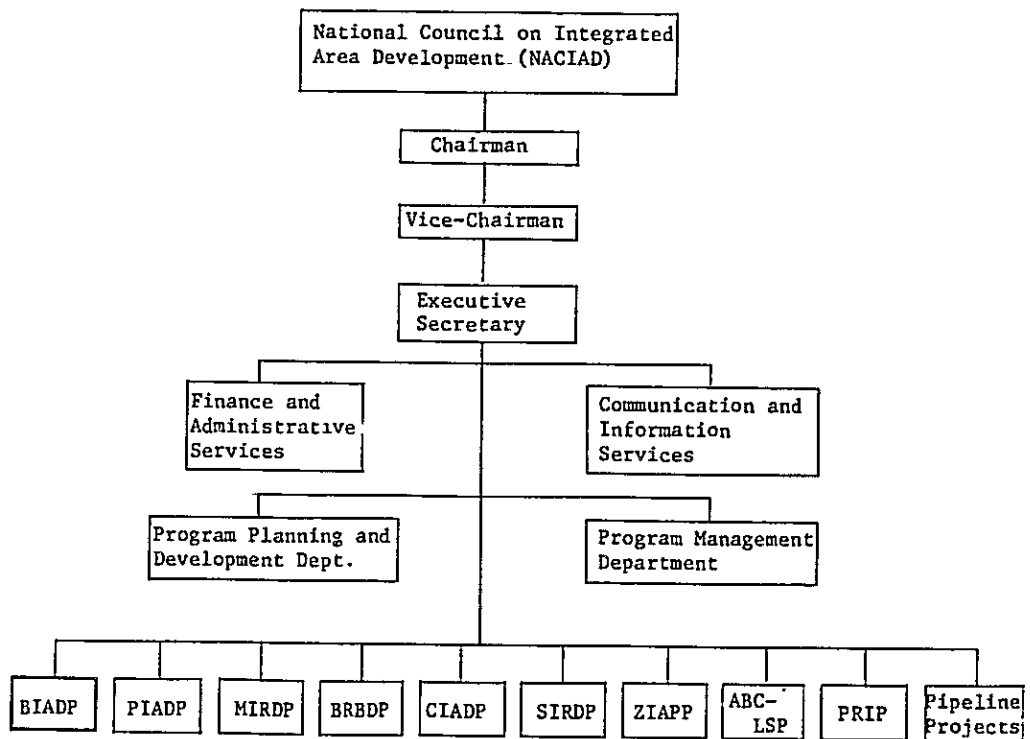 National Council on Integrated
Area Development (NACIAD)
Chairman
Vice-Chairman
Executive
Secretary
Finance and
Administrative
Services
Communication and
Information
Services
Program Planning and
Development Dept.
Program Management
Department
BIADP
PIADP
MIRDP
BRBDP
CIADP
SIRDP
ZIAPP
ABC-
LSP
PRIP
Pipeline
Projects